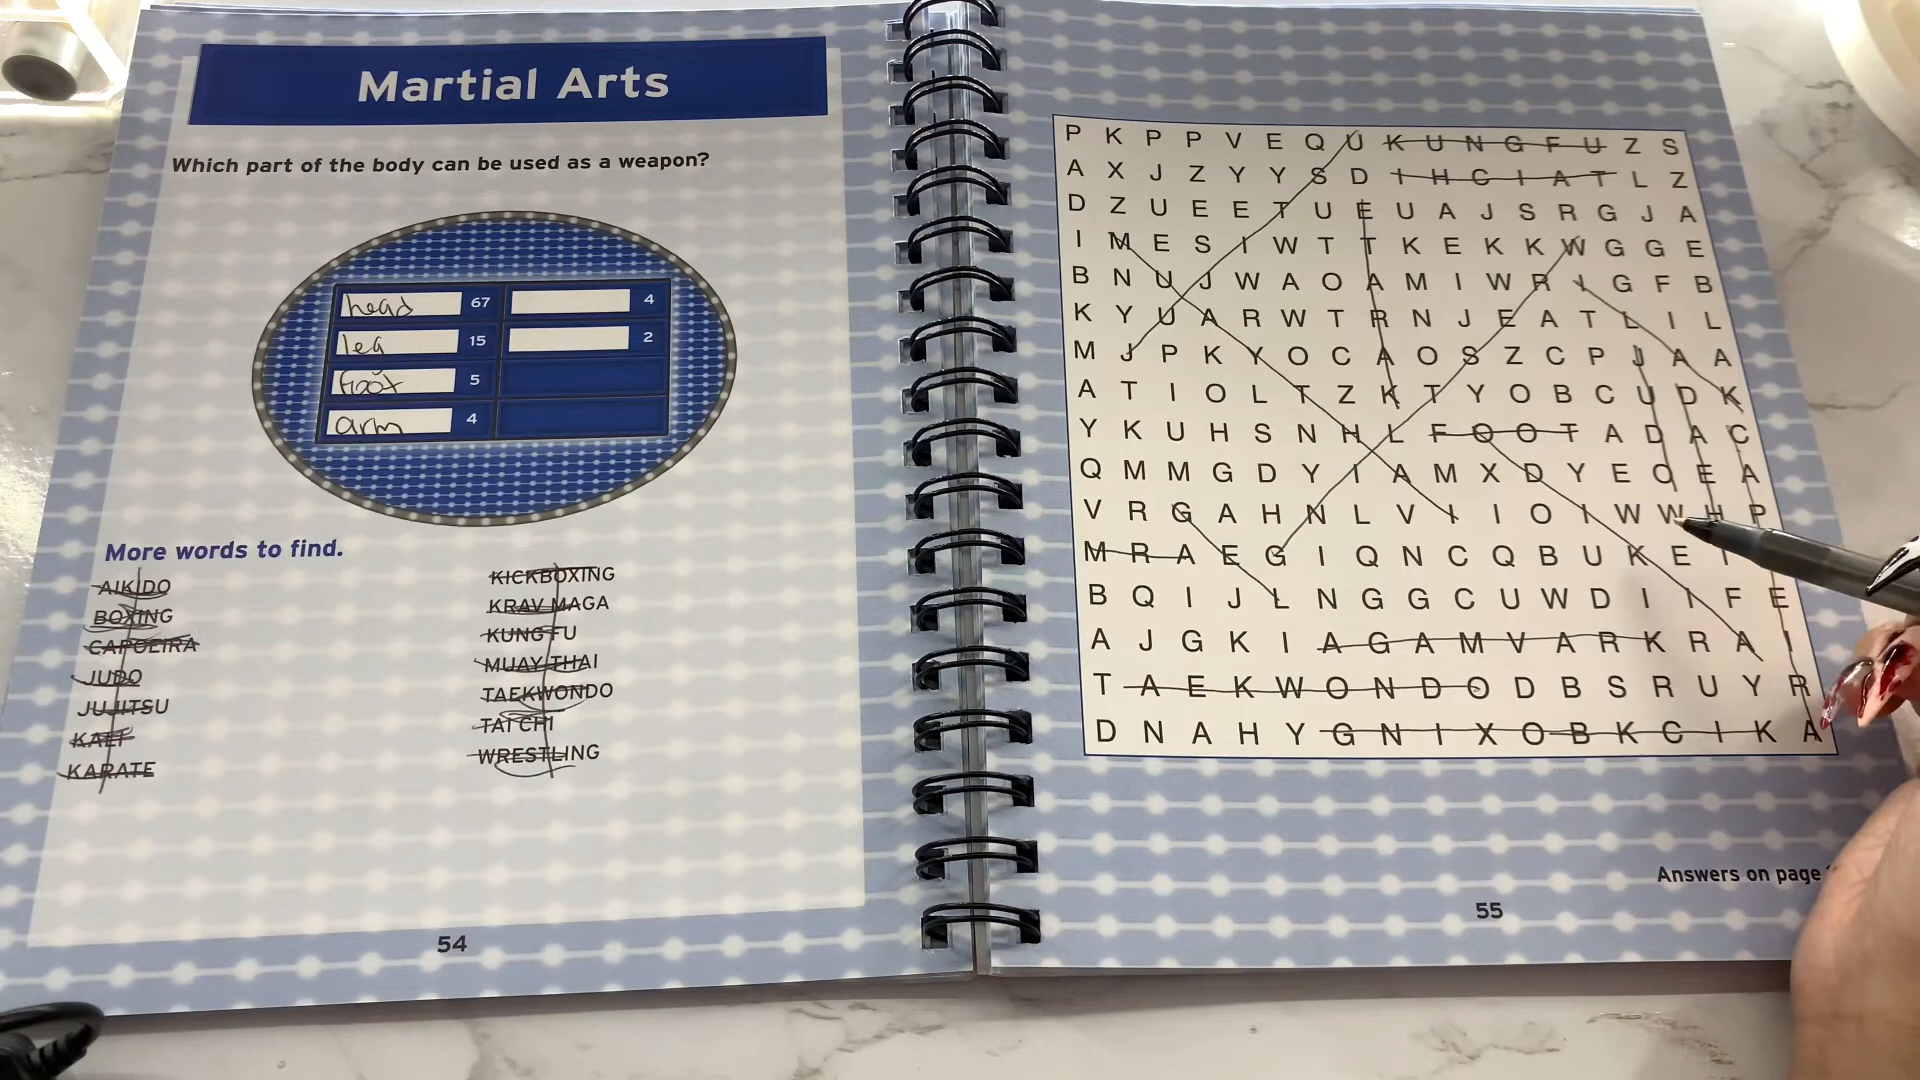 Martial Arts
Which part of the body can be used as a weapon?
head 67
leg 15
foot 5
arm 4
4
2
More words to find.
AIKIDO
BOXING
CAPOEIRA
JUDO
JUJITSU
KALI
KARATE
KICKBOXING
KRAV MAGA
KUNG FU
MUAY THAI
TAEKWONDO
TAI CHI
WRESTLING
54
P K P P V E Q U K U N G F U Z S
A X J Z Y Y S D I H C I A T L Z
D Z U E E T U E U A J S R G J A
I M E S I W T T K E K K W G G E
B N U J W A O A M I W R I G F B
K Y U A R W T R N J E A T L I L
M J P K Y O C A O S Z C P J A A
A T I O L T Z K T Y O B C U D K
Y K U H S N H L F O O T A D A C
Q M M G D Y I A M X D Y E O E A
V R G A H N L V I I O I W W H P
M R A E G I Q N C Q B U K E I
B Q I J L N G G C U W D I I F E
A J G K I A G A M V A R K R A I
T A E K W O N D O D B S R U Y R
D N A H Y G N I X O B K C I K A
Answers on page
55